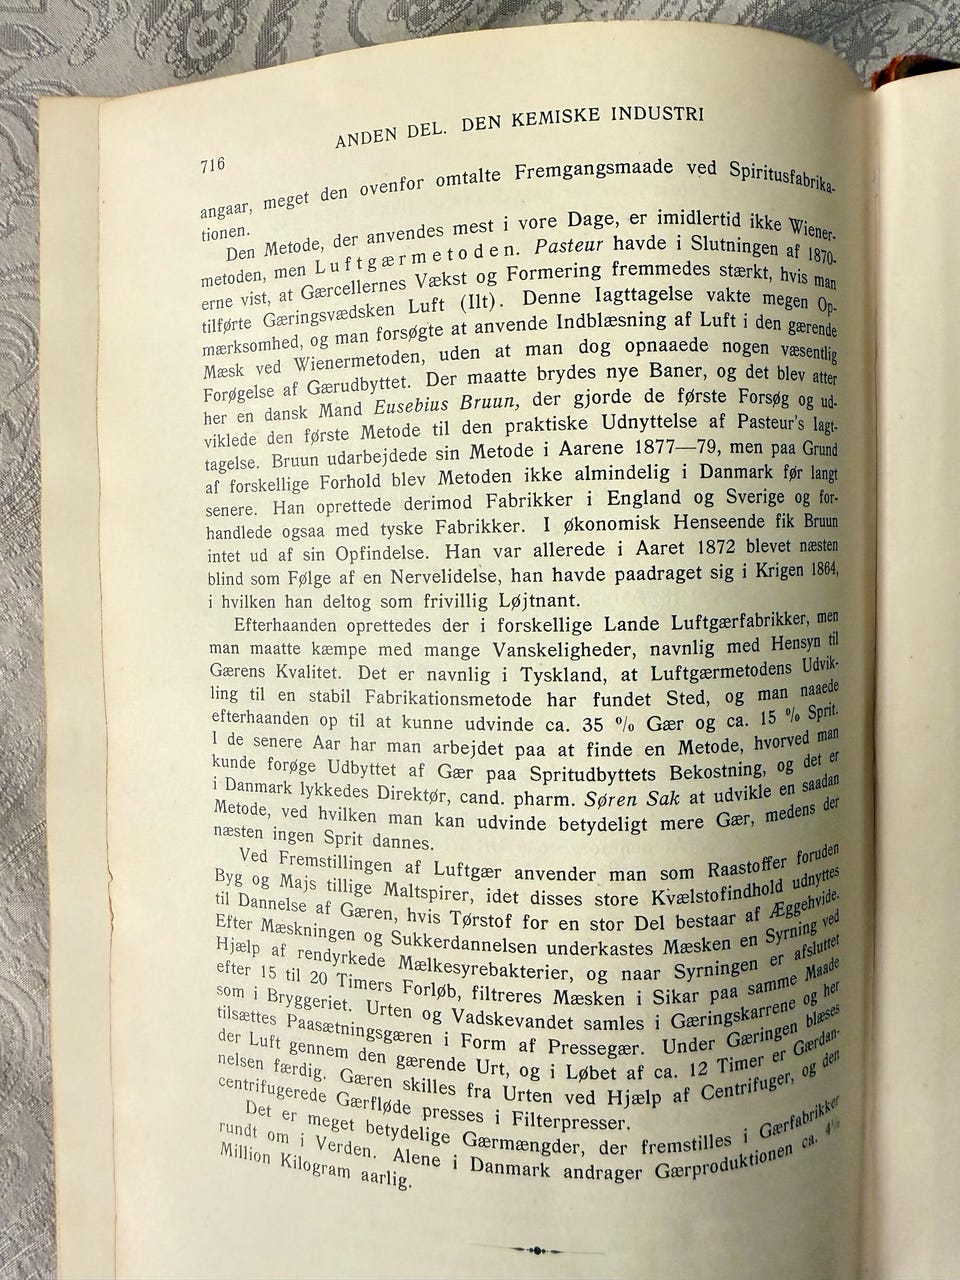 ANDEN DEL. DEN KEMISKE INDUSTRI
716
angaar, meget den ovenfor omtalte Fremgangsmaade ved Spiritusfabrika-
tionen.
Den Metode, der anvendes mest i vore Dage, er imidlertid ikke Wiener-
metoden, men Luftgærmetoden. Pasteur havde i Slutningen af 1870-
erne vist, at Gærcellernes Vækst og Formering fremmedes stærkt, hvis man
tilførte Gæringsvædsken Luft (Ilt). Denne Iagttagelse vakte megen Op-
mærksomhed, og man forsøgte at anvende Indblæsning af Luft i den gærende
Mæsk ved Wienermetoden, uden at man dog opnaaede nogen væsentlig
Forøgelse af Gærudbyttet. Der maatte brydes nye Baner, og det blev atter
her en dansk Mand Eusebius Bruun, der gjorde de første Forsøg og ud-
viklede den første Metode til den praktiske Udnyttelse af Pasteur's Iagt-
tagelse. Bruun udarbejdede sin Metode i Aarene 1877—79, men paa Grund
af forskellige Forhold blev Metoden ikke almindelig i Danmark før langt
senere. Han oprettede derimod Fabrikker i England og Sverige og for-
handlede ogsaa med tyske Fabrikker. I økonomisk Henseende fik Bruun
intet ud af sin Opfindelse. Han var allerede i Aaret 1872 blevet næsten
blind som Følge af en Nervelidelse, han havde paadraget sig i Krigen 1864,
i hvilken han deltog som frivillig Løjtnant.
Efterhaanden oprettedes der i forskellige Lande Luftgærfabrikker, men
man maatte kæmpe med mange Vanskeligheder, navnlig med Hensyn til
Gærens Kvalitet. Det er navnlig i Tyskland, at Luftgærmetodens Udvik-
ling til en stabil Fabrikationsmetode har fundet Sted, og man naaede
efterhaanden op til at kunne udvinde ca. 35 % Gær og ca. 15 % Sprit.
I de senere Aar har man arbejdet paa at finde en Metode, hvorved man
kunde forøge Udbyttet af Gær paa Spritudbyttets Bekostning, og det er
i Danmark lykkedes Direktør, cand. pharm. Søren Sak at udvikle en saadan
Metode, ved hvilken man kan udvinde betydeligt mere Gær, medens der
næsten ingen Sprit dannes.
Ved Fremstillingen af Luftgær anvender man som Raastoffer foruden
Byg og Majs tillige Maltspirer, idet disses store Kvælstofindhold udnyttes
til Dannelse af Gæren, hvis Tørstof for en stor Del bestaar af Æggehvide.
Efter Mæskningen og Sukkerdannelsen underkastes Mæsken en Syrning ved
Hjælp af rendyrkede Mælkesyrebakterier, og naar Syrningen er afsluttet
efter 15 til 20 Timers Forløb, filtreres Mæsken i Sikar paa samme Maade
som i Bryggeriet. Urten og Vadskevandet samles i Gæringskarrene og her
tilsættes Paasætningsgæren i Form af Pressegær. Under Gæringen blæses
der Luft gennem den gærende Urt, og i Løbet af ca. 12 Timer er Gærdan-
nelsen færdig. Gæren skilles fra Urten ved Hjælp af Centrifuger, og den
centrifugerede Gærfløde presses i Filterpresser.
Det er meget betydelige Gærmængder, der fremstilles i Gærfabrikker
rundt om i Verden. Alene i Danmark andrager Gærproduktionen ca.
Million Kilogram aarlig.